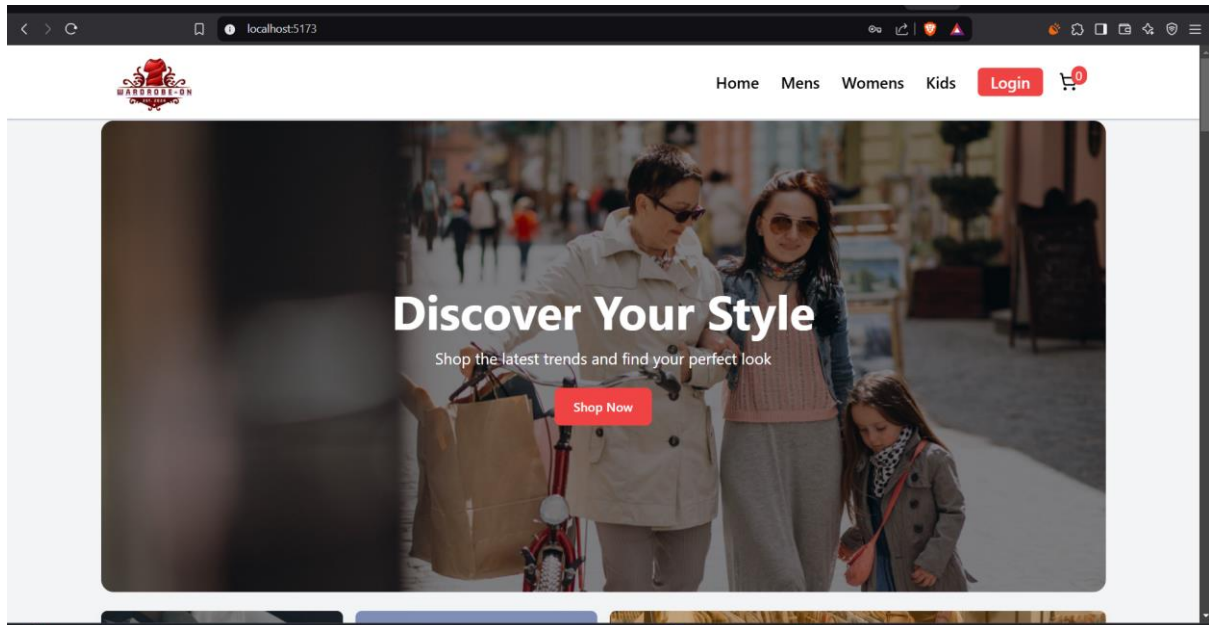 localhost:5173
WARDROBE-ON
Home Mens Womens Kids Login 0
Discover Your Style
Shop the latest trends and find your perfect look
Shop Now